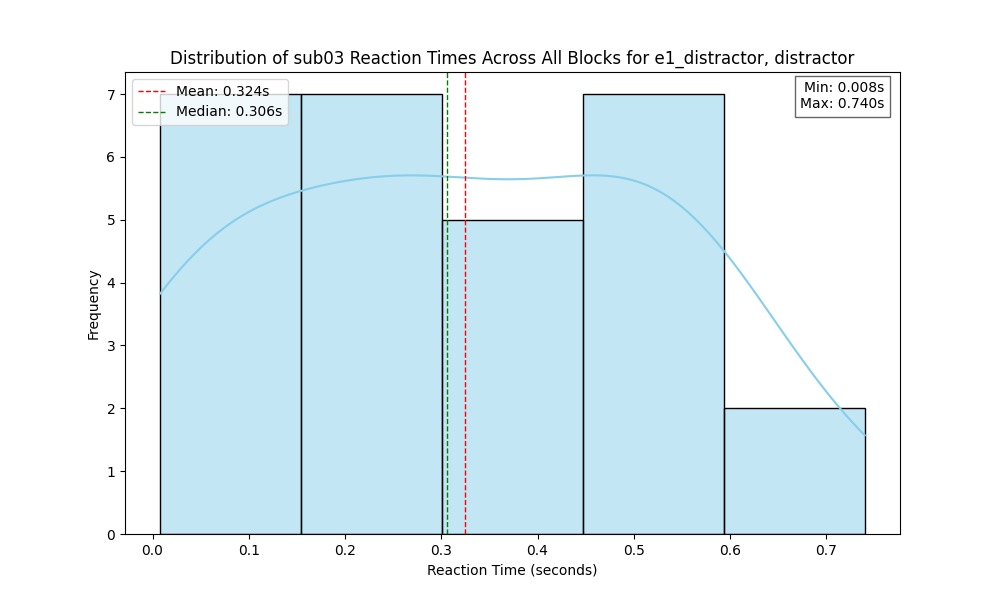 Distribution of sub03 Reaction Times Across All Blocks for e1_distractor, distractor
Mean: 0.324s
Median: 0.306s
Min: 0.008s
Max: 0.740s
7
6
5
4
3
2
1
0
Frequency
0.0 0.1 0.2 0.3 0.4 0.5 0.6 0.7
Reaction Time (seconds)